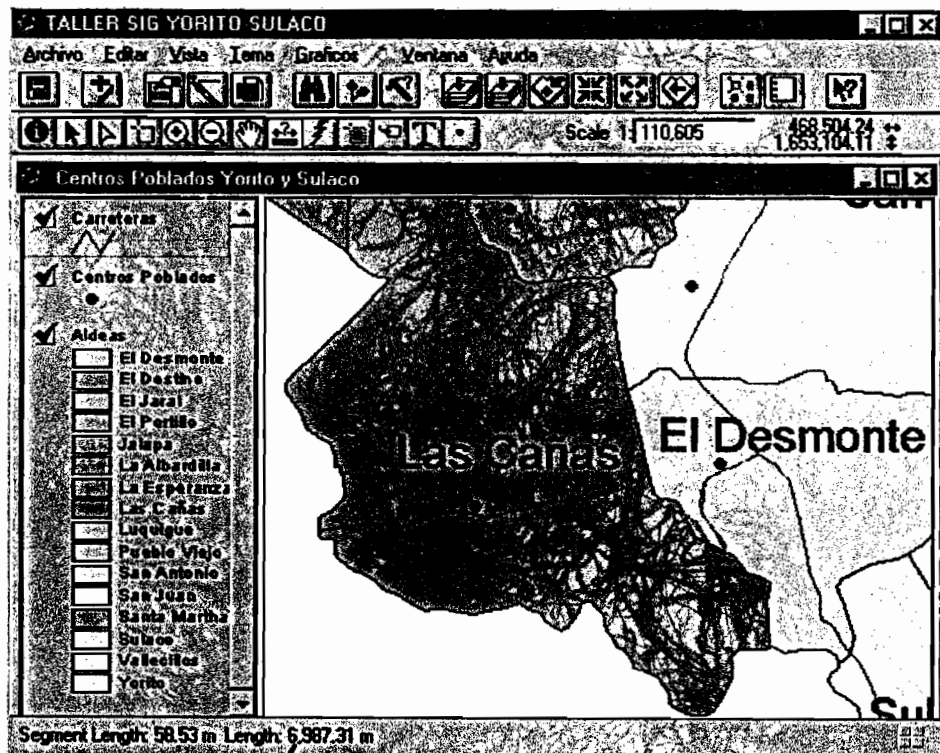 TALLER SIG YORITO SULACO
Archivo Editar Vista Tema Graficos Ventana Ayuda
Scale 1: 110,605
468,504.24
1,653,104.11
Centros Poblados Yorito y Sulaco
Carreteras
Centros Poblados
Aldeas
El Desmonte
El Destino
El Jaral
El Portillo
Jalapa
La Albardilla
La Esperanza
Las Cañas
Luquigue
Pueblo Viejo
San Antonio
San Juan
Santa Martha
Sulaco
Vallecillos
Yorito
San
Las Cañas
El Desmonte
Sul
Segment Length: 58.53 m Length: 6,987.31 m